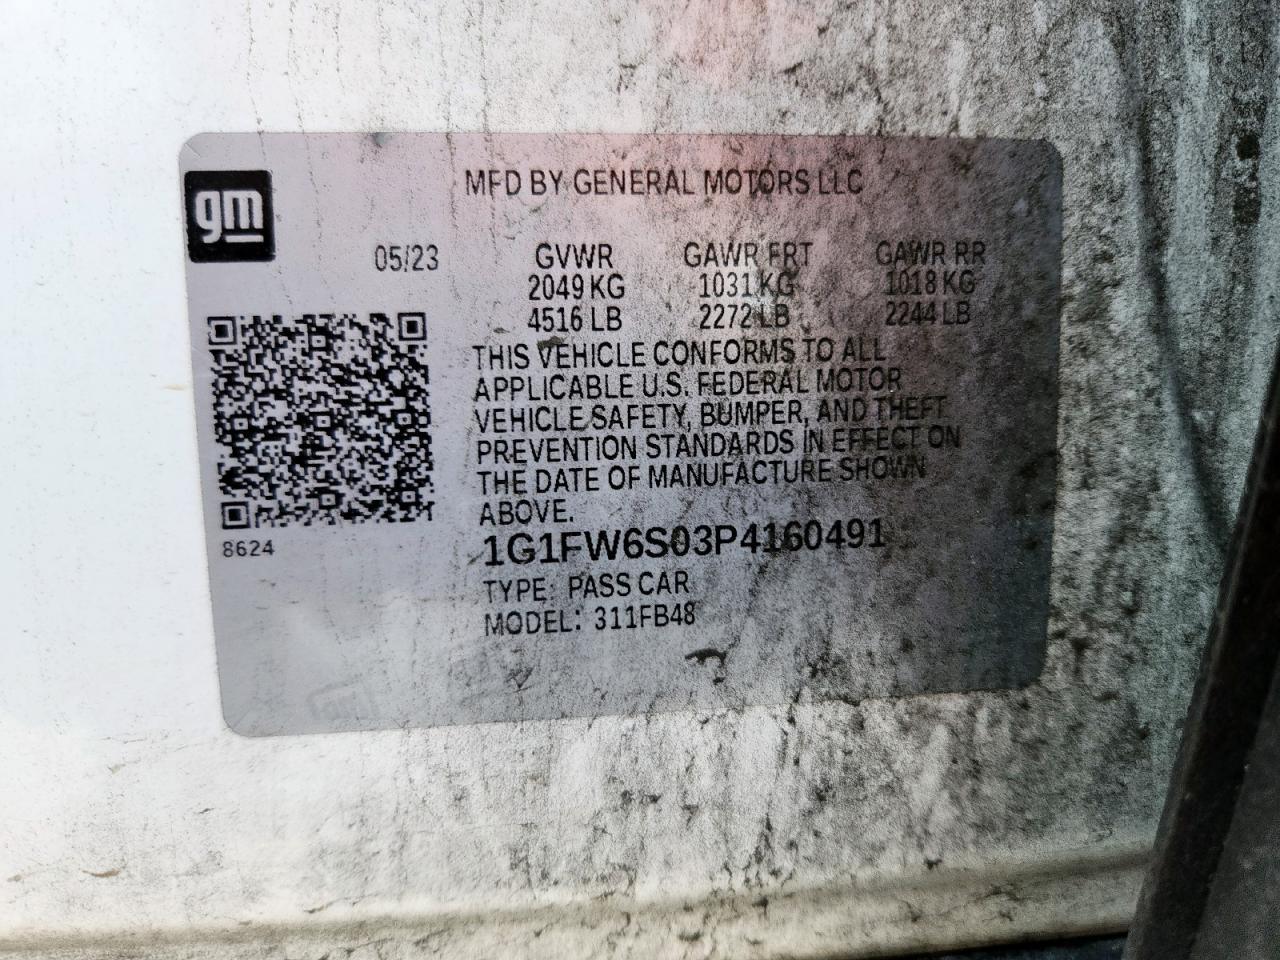 gm
MFD BY GENERAL MOTORS LLC
05/23 GVWR GAWR FRT GAWR RR
2049 KG 1031 KG 1018 KG
4516 LB 2272 LB 2244 LB
THIS VEHICLE CONFORMS TO ALL
APPLICABLE U.S. FEDERAL MOTOR
VEHICLE SAFETY, BUMPER, AND THEFT
PREVENTION STANDARDS IN EFFECT ON
THE DATE OF MANUFACTURE SHOWN
ABOVE.
8624
1G1FW6S03P4160491
TYPE: PASS CAR
MODEL: 311FB48
gm